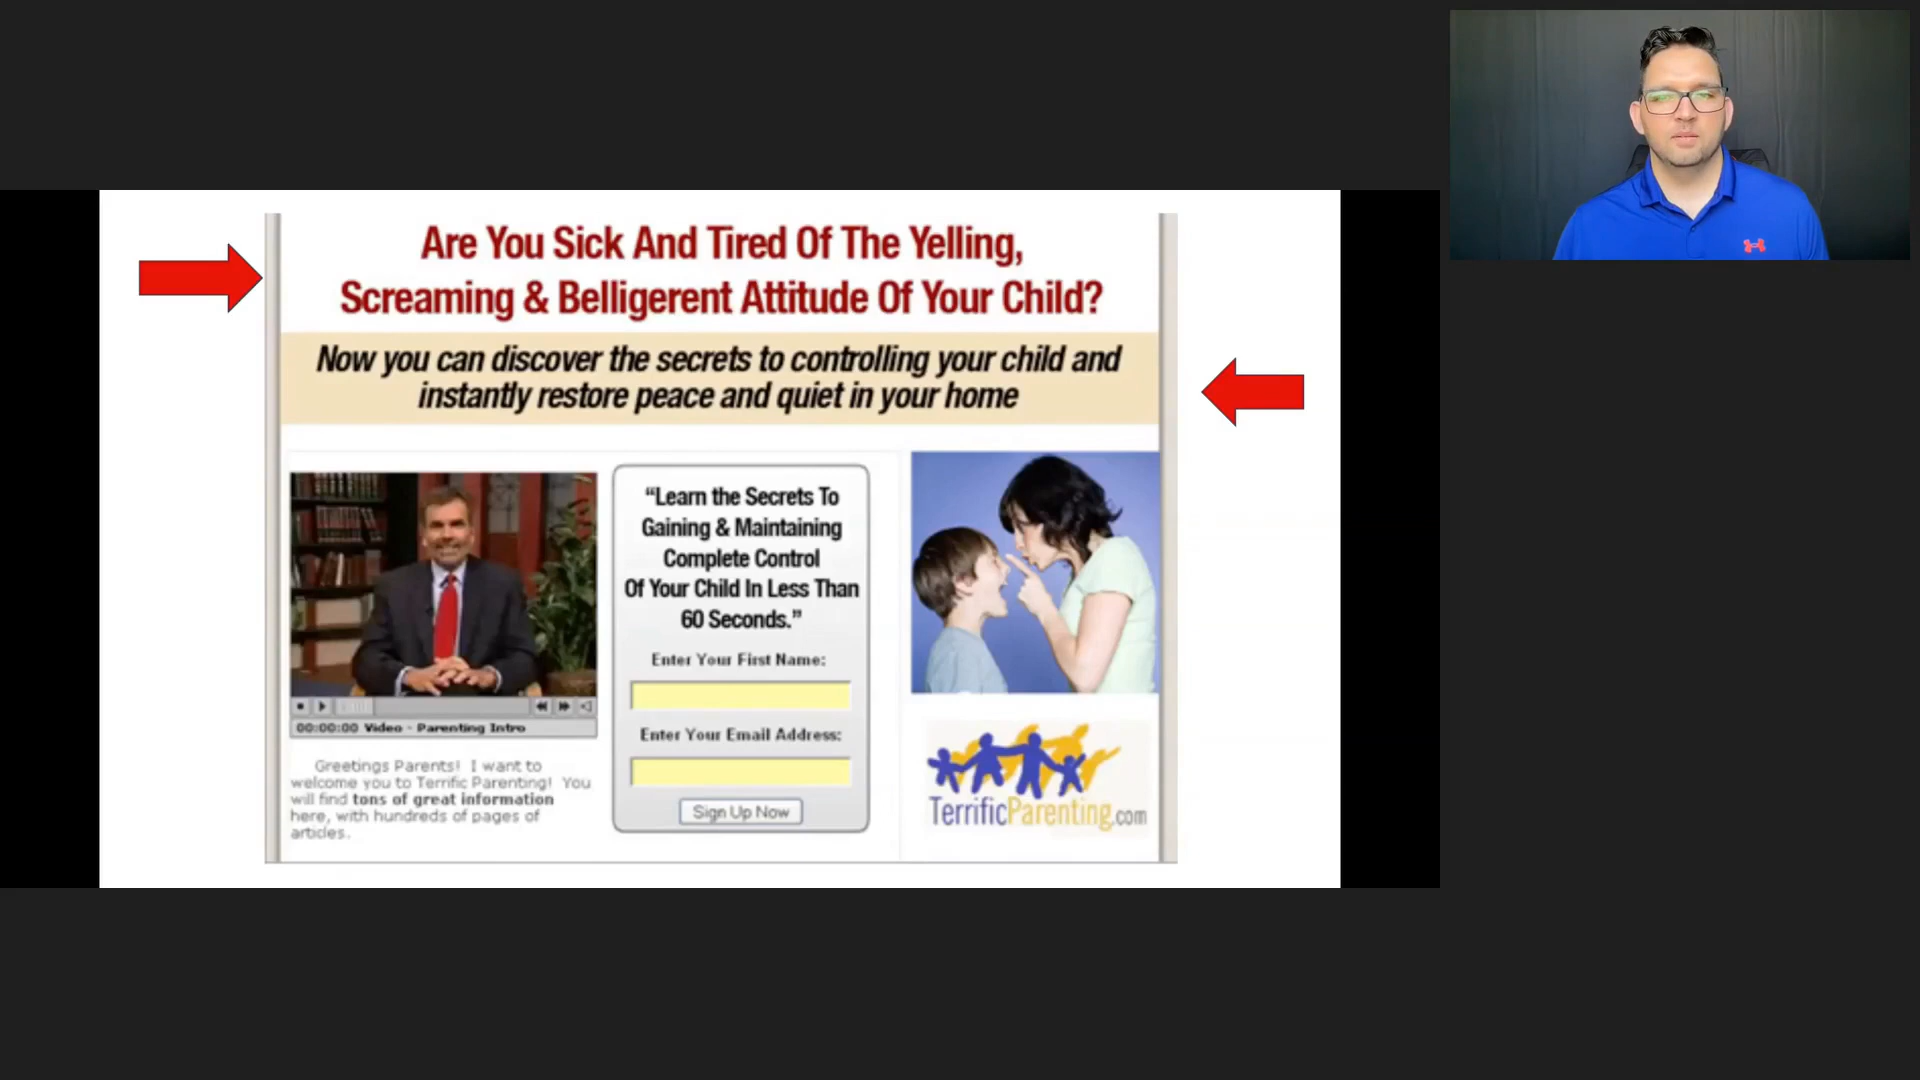 Are You Sick And Tired Of The Yelling,
Screaming & Belligerent Attitude Of Your Child?
Now you can discover the secrets to controlling your child and
instantly restore peace and quiet in your home
“Learn the Secrets To
Gaining & Maintaining
Complete Control
Of Your Child In Less Than
60 Seconds.”
Enter Your First Name:
Enter Your Email Address:
Sign Up Now
00:00:00 Video - Parenting Intro
Greetings Parents! I want to
welcome you to Terrific Parenting! You
will find tons of great information
here, with hundreds of pages of
articles.
TerrificParenting.com